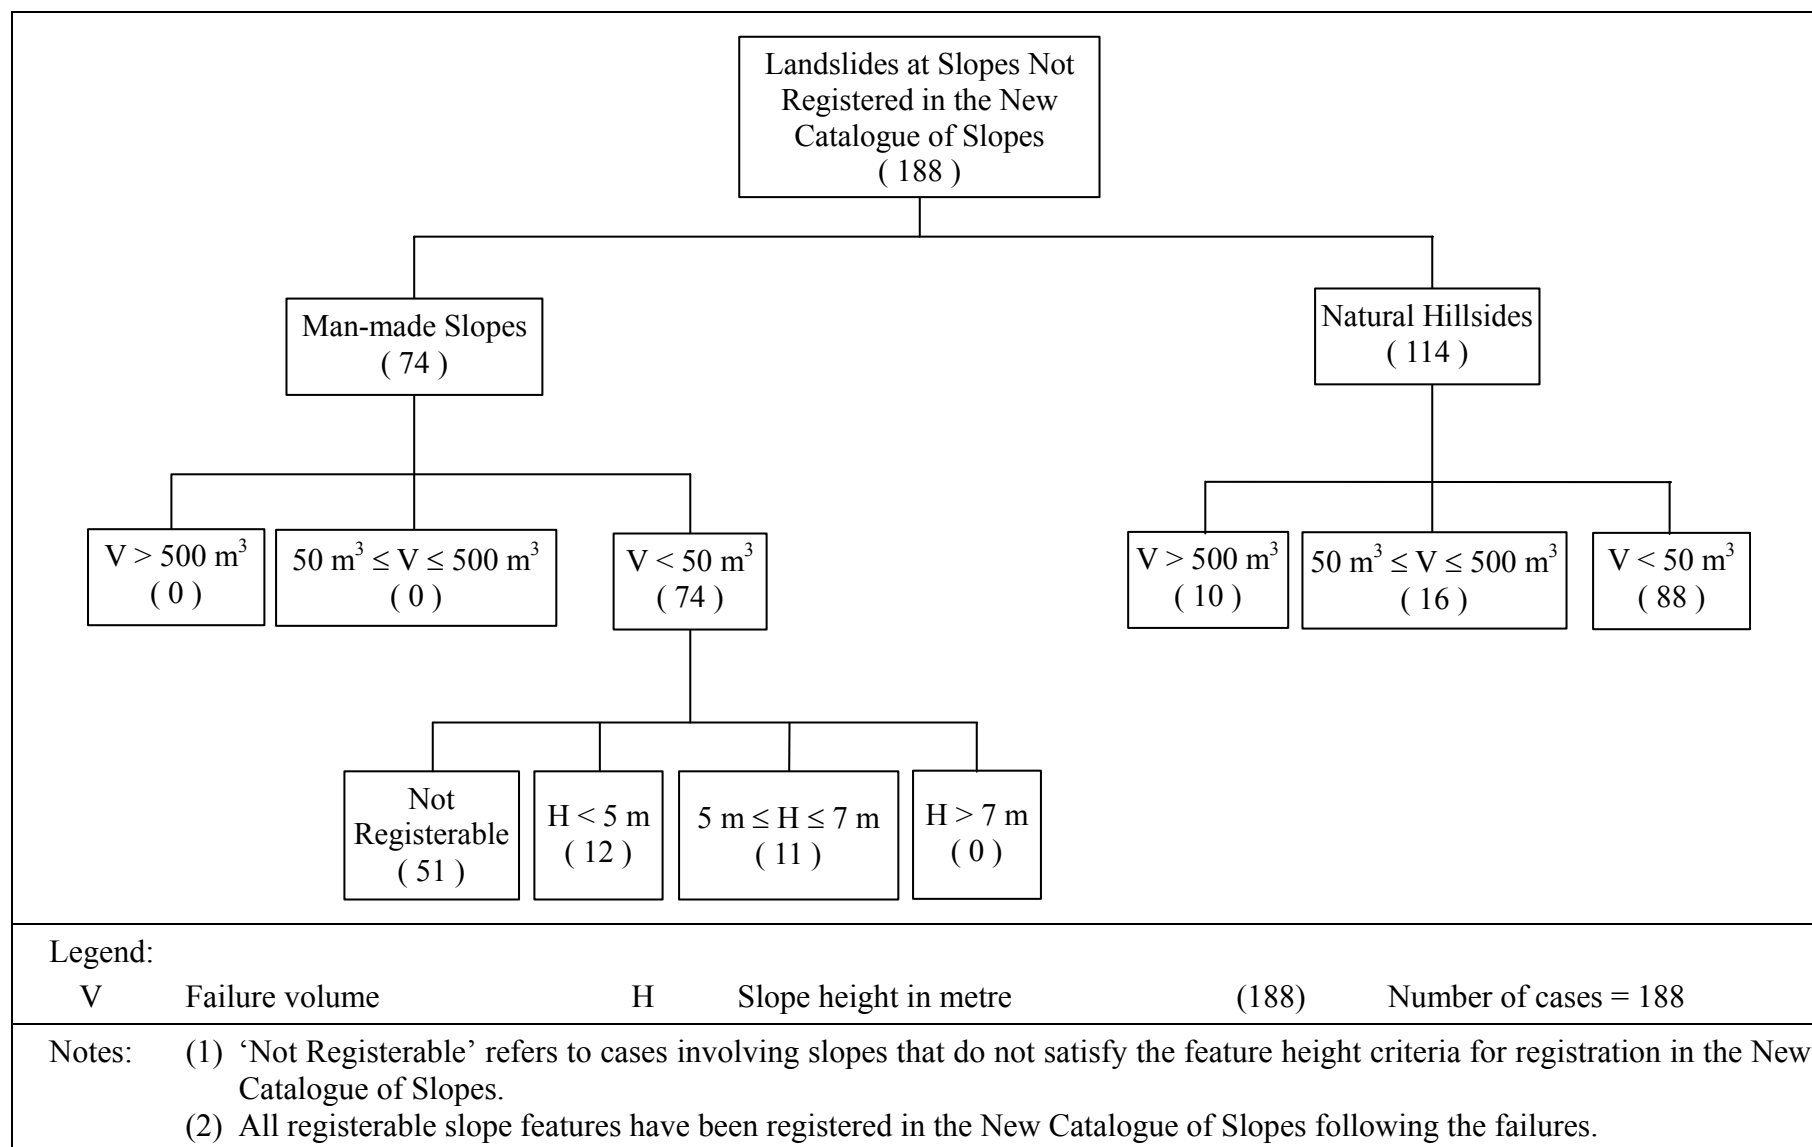 Landslides at Slopes Not
Registered in the New
Catalogue of Slopes
( 188 )
Man-made Slopes
( 74 )
Natural Hillsides
( 114 )
V > 500 m³
( 0 )
50 m³ ≤ V ≤ 500 m³
( 0 )
V < 50 m³
( 74 )
V > 500 m³
( 10 )
50 m³ ≤ V ≤ 500 m³
( 16 )
V < 50 m³
( 88 )
Not
Registerable
( 51 )
H < 5 m
( 12 )
5 m ≤ H ≤ 7 m
( 11 )
H > 7 m
( 0 )
Legend:
V Failure volume H Slope height in metre (188) Number of cases = 188
Notes: (1) ‘Not Registerable’ refers to cases involving slopes that do not satisfy the feature height criteria for registration in the New
Catalogue of Slopes.
(2) All registerable slope features have been registered in the New Catalogue of Slopes following the failures.